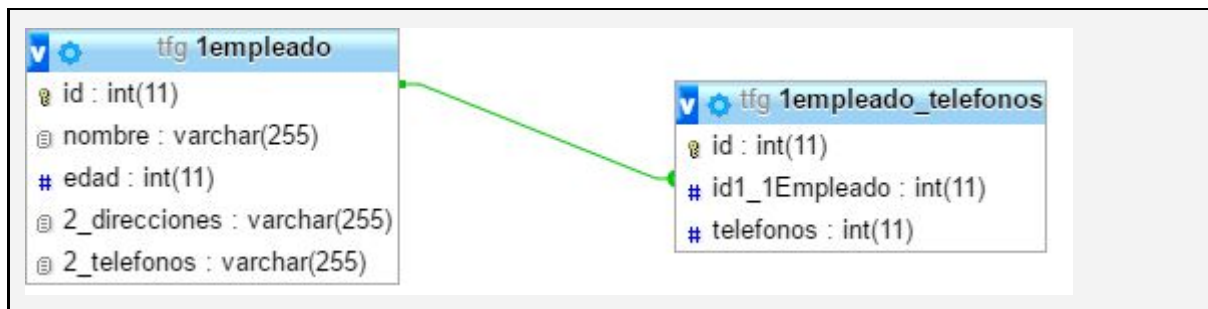 tfg 1empleado
id : int(11)
nombre : varchar(255)
# edad : int(11)
2_direcciones : varchar(255)
2_telefonos : varchar(255)
tfg 1empleado_telefonos
id : int(11)
# id1_1Empleado : int(11)
# telefonos : int(11)